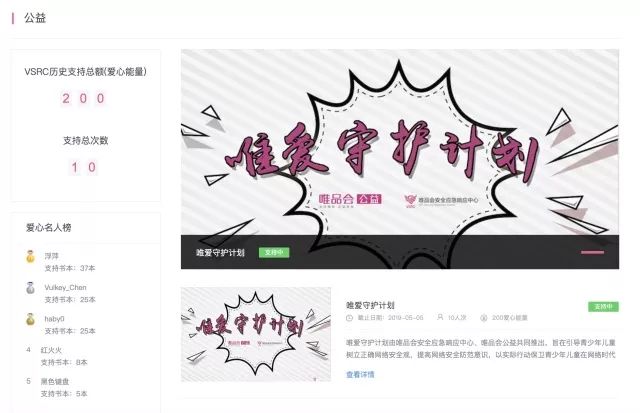 公益
VSRC历史支持总额(爱心能量)
2 0 0
支持总次数
1 0
爱心名人榜
浮萍
支持书本：37本
Vulkey_Chen
支持书本：25本
haby0
支持书本：25本
4 红火火
支持书本：8本
5 黑色键盘
支持书本：5本
唯爱守护计划
唯品会 公益
唯品会安全应急响应中心
VSRC
唯爱守护计划 支持中
唯爱守护计划
唯爱守护计划 支持中
截止日期：2019-05-05 10人次 200爱心能量
唯爱守护计划由唯品会安全应急响应中心、唯品会公益共同推出，旨在引导青少年儿童
树立正确网络安全观，提高网络安全防范意识，以实际行动保卫青少年儿童在网络时代
查看详情